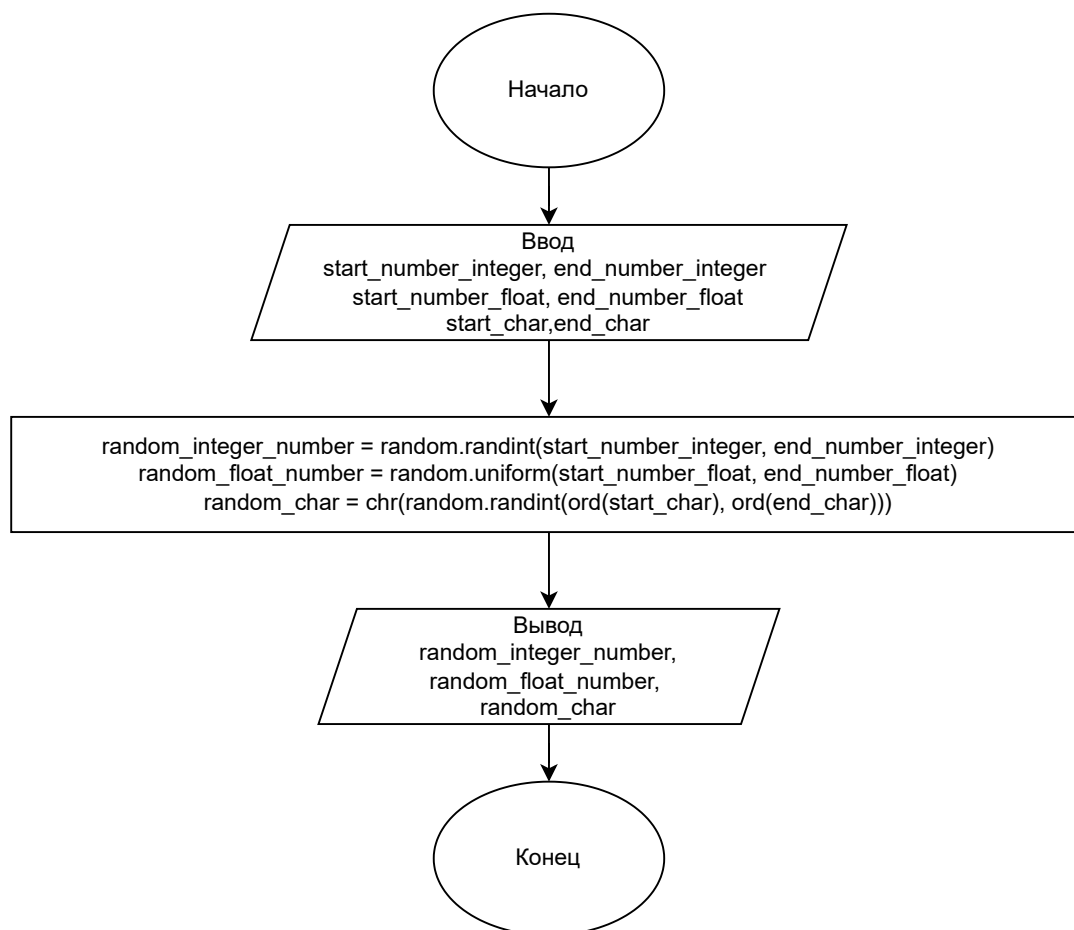 Начало
Ввод
start_number_integer, end_number_integer
start_number_float, end_number_float
start_char,end_char
random_integer_number = random.randint(start_number_integer, end_number_integer)
random_float_number = random.uniform(start_number_float, end_number_float)
random_char = chr(random.randint(ord(start_char), ord(end_char)))
Вывод
random_integer_number,
random_float_number,
random_char
Конец